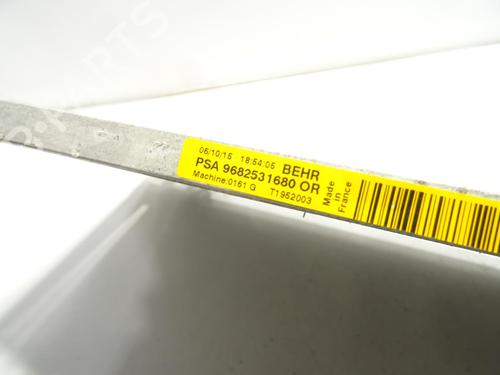 06/10/15 18:54:05 BEHR
PSA 9682531680 OR
Machine:0161 G T1952003
Made in France